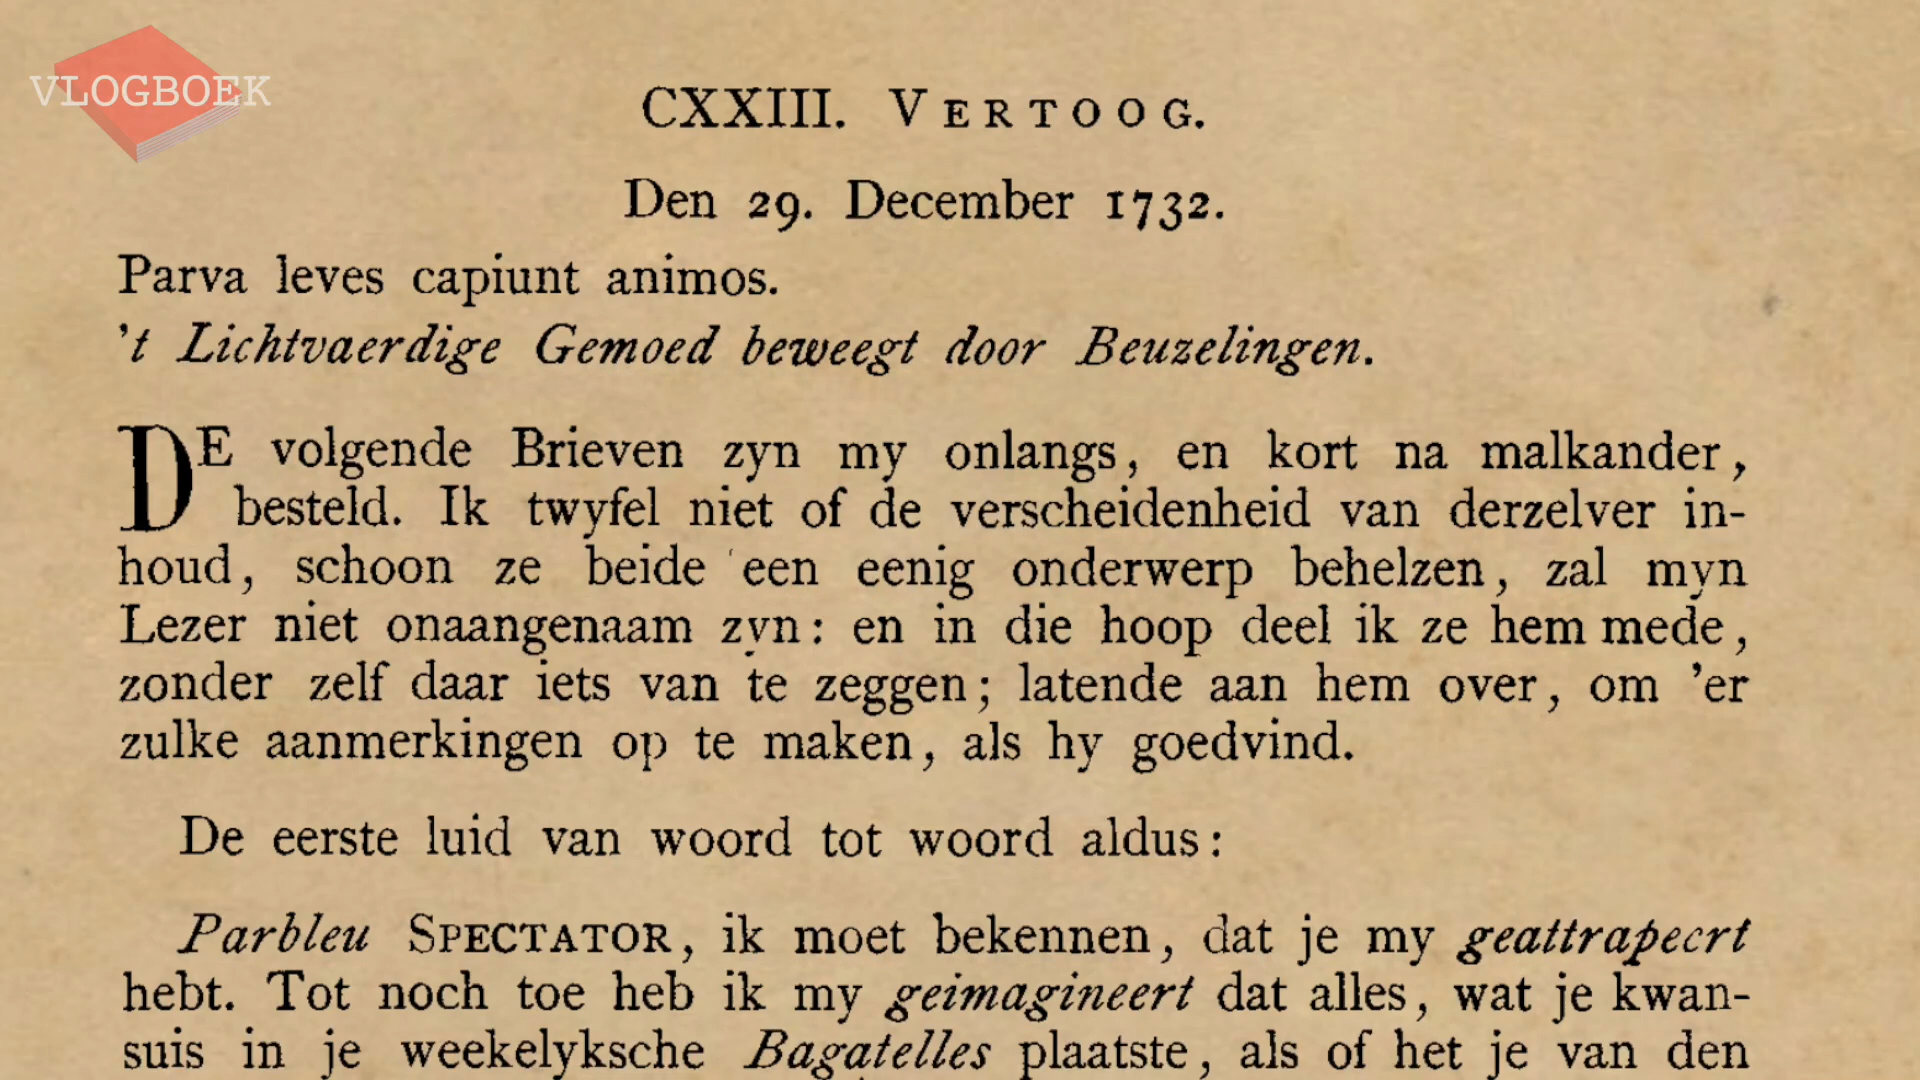 VLOGBOEK
CXXIII. VERTOOG.
Den 29. December 1732.
Parva leves capiunt animos.
't Lichtvaerdige Gemoed beweegt door Beuzelingen.
DE volgende Brieven zyn my onlangs, en kort na malkander,
besteld. Ik twyfel niet of de verscheidenheid van derzelver in-
houd, schoon ze beide een eenig onderwerp behelzen, zal myn
Lezer niet onaangenaam zyn: en in die hoop deel ik ze hem mede,
zonder zelf daar iets van te zeggen; latende aan hem over, om 'er
zulke aanmerkingen op te maken, als hy goedvind.
De eerste luid van woord tot woord aldus:
Parbleu SPECTATOR, ik moet bekennen, dat je my geattrapeert
hebt. Tot noch toe heb ik my geimagineert dat alles, wat je kwan-
suis in je weekelyksche Bagatelles plaatste, als of het je van den